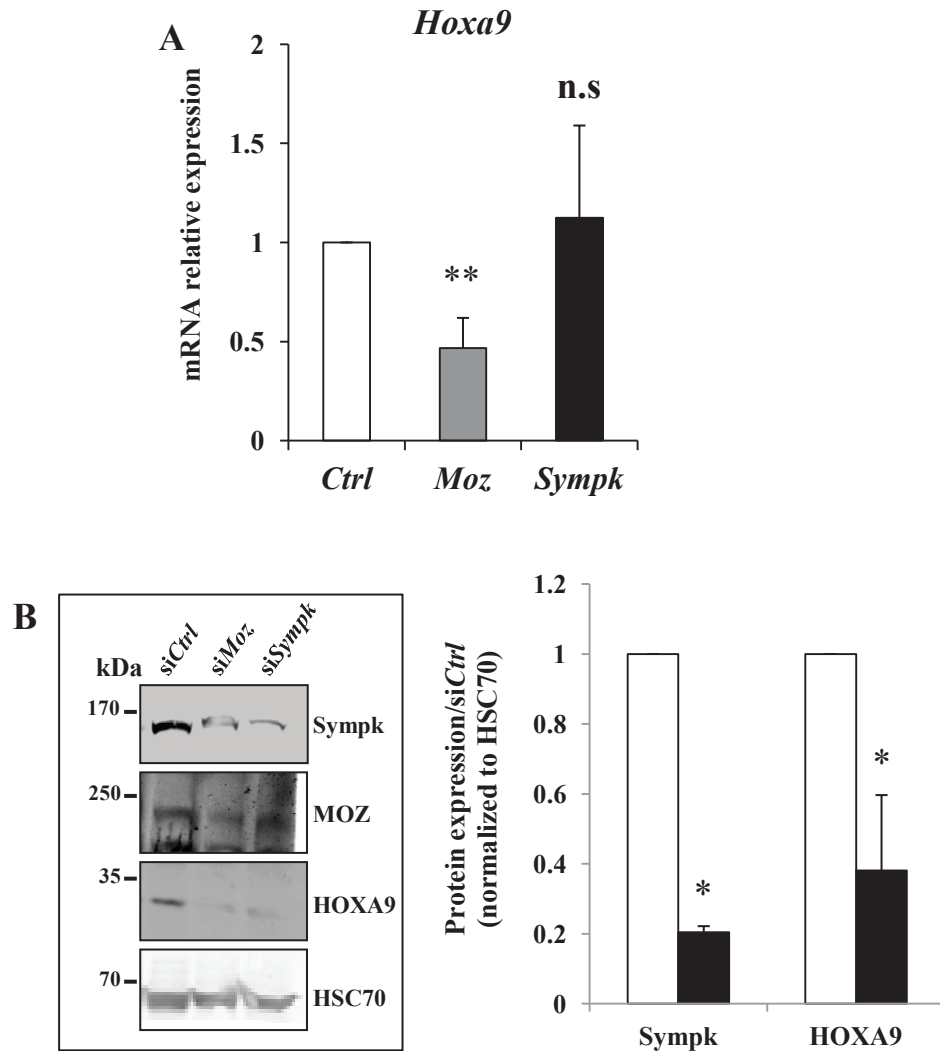 A
Hoxa9
mRNA relative expression
2
1.5
1
0.5
0
**
n.s
Ctrl
Moz
Sympk
B
kDa
siCtrl
siMoz
siSympk
170
Sympk
250
MOZ
35
HOXA9
70
HSC70
Protein expression/siCtrl
(normalized to HSC70)
1.2
1
0.8
0.6
0.4
0.2
0
*
*
Sympk
HOXA9